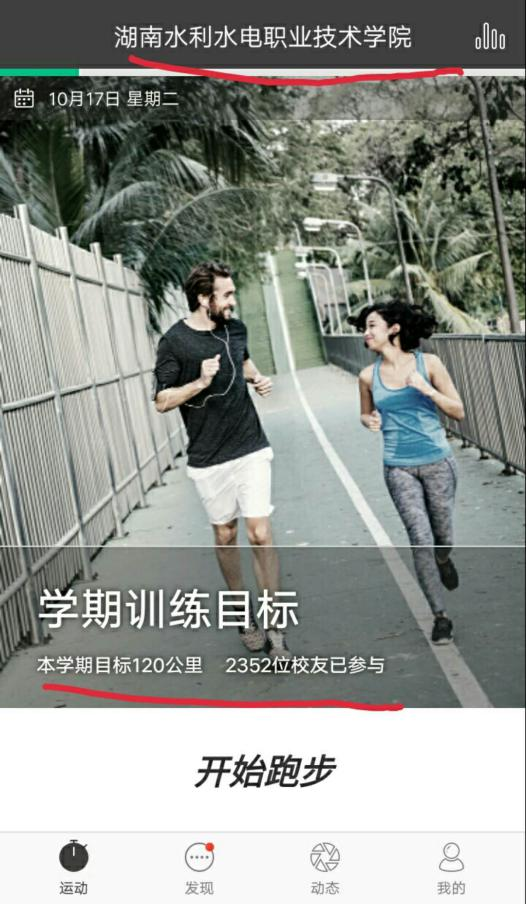 湖南水利水电职业技术学院
10月17日 星期二
学期训练目标
本学期目标120公里 2352位校友已参与
开始跑步
运动 发现 动态 我的